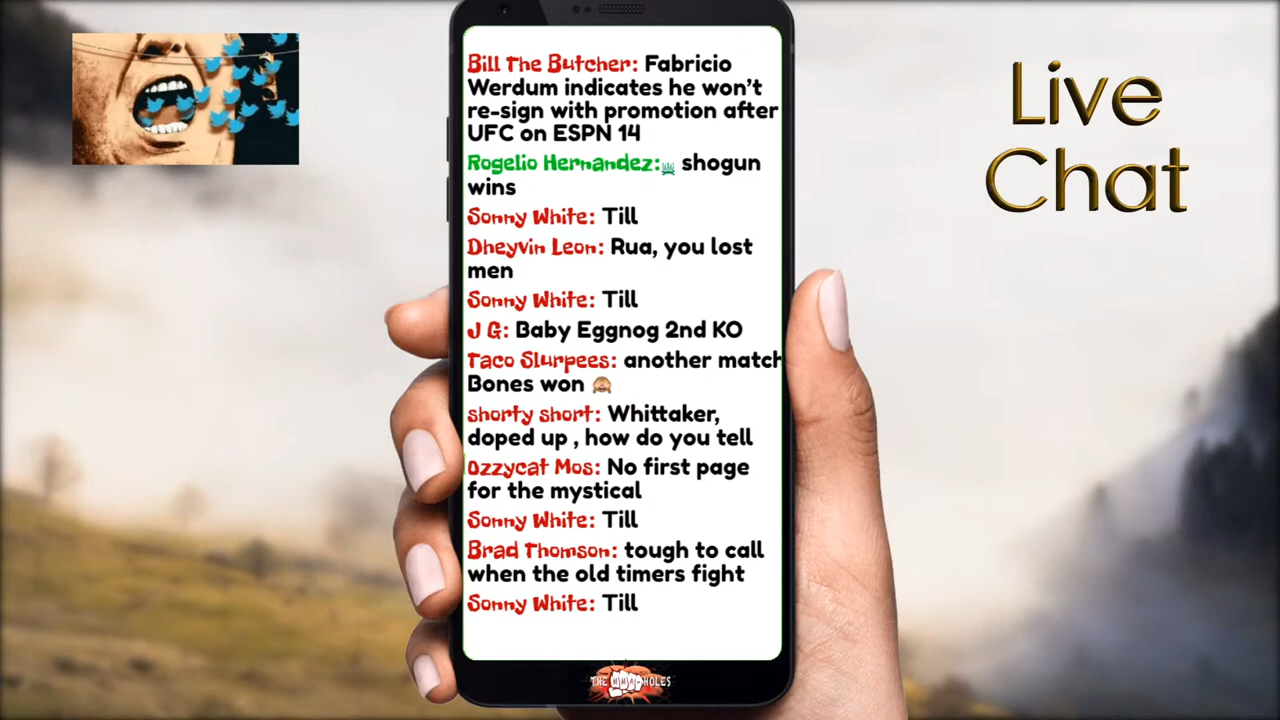 Live
Chat
Bill The Butcher: Fabricio
Werdum indicates he won't
re-sign with promotion after
UFC on ESPN 14
Rogelio Hernandez: shogun
wins
Sonny White: Till
Dheyvin Leon: Rua, you lost
men
Sonny White: Till
J G: Baby Eggnog 2nd KO
Taco Slurpees: another match
Bones won 🙈
shorty short: Whittaker,
doped up , how do you tell
Ozzycat Mos: No first page
for the mystical
Sonny White: Till
Brad Thomson: tough to call
when the old timers fight
Sonny White: Till
THE MMA-HOLES